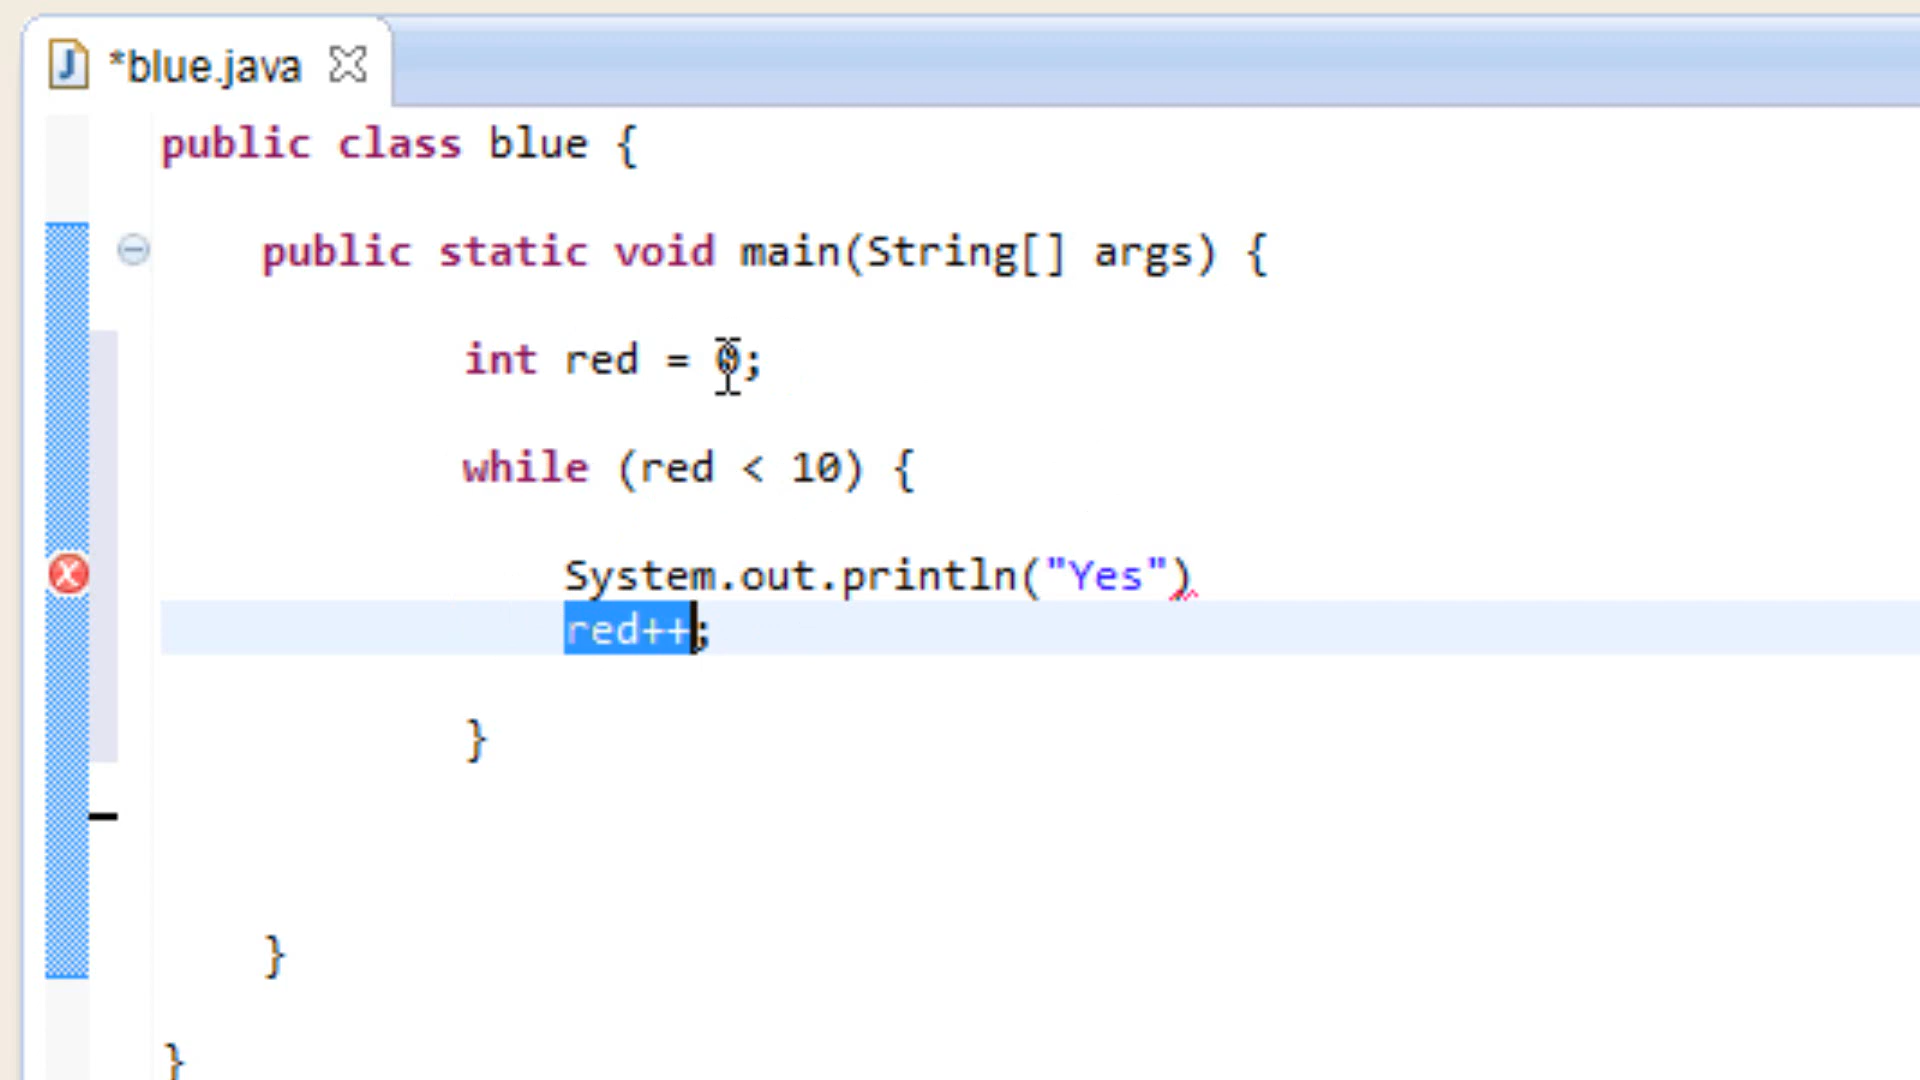 *blue.java
public class blue {
public static void main(String[] args) {
int red = 0;
while (red < 10) {
System.out.println("Yes")
red++;
}
}
}